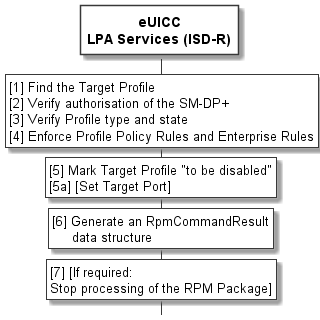 eUICC
LPA Services (ISD-R)
[1] Find the Target Profile
[2] Verify authorisation of the SM-DP+
[3] Verify Profile type and state
[4] Enforce Profile Policy Rules and Enterprise Rules
[5] Mark Target Profile "to be disabled"
[5a) [Set Target Port]
[6] Generate an RpmCommandResult
data structure
[7] [If required:
Stop processing of the RPM Package]